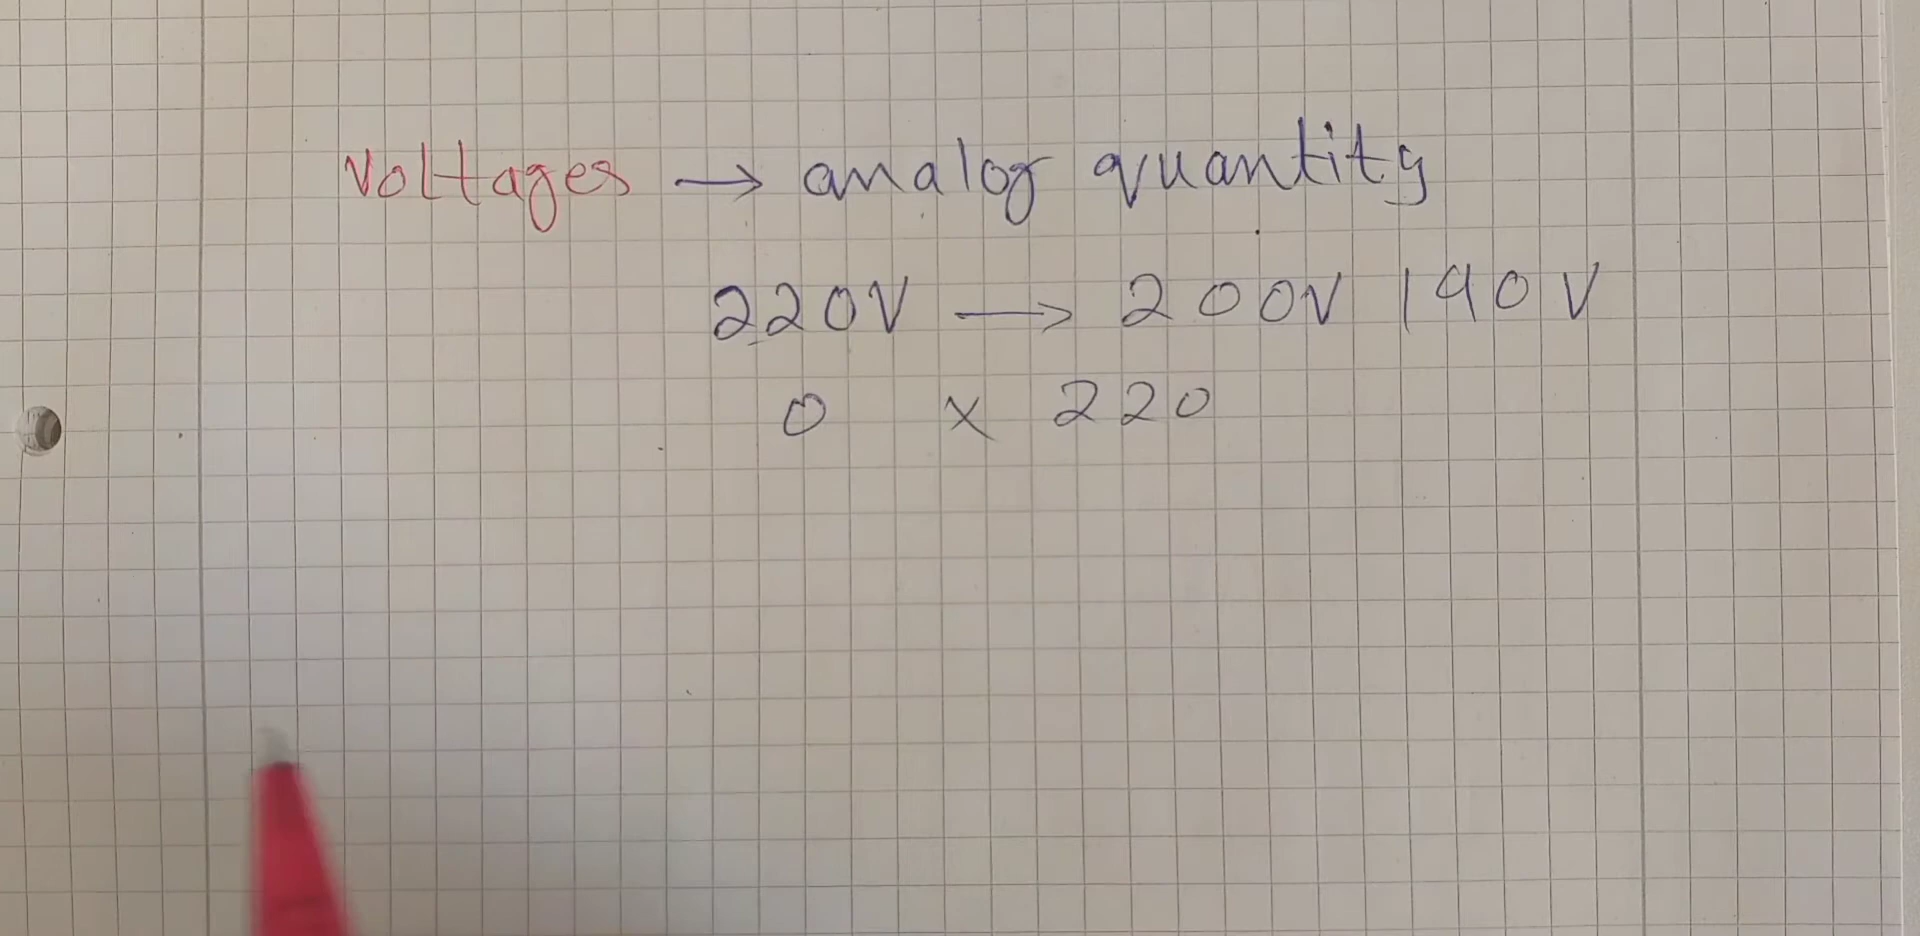 Voltages → analog quantity
220V → 200V 190V
0 x 220